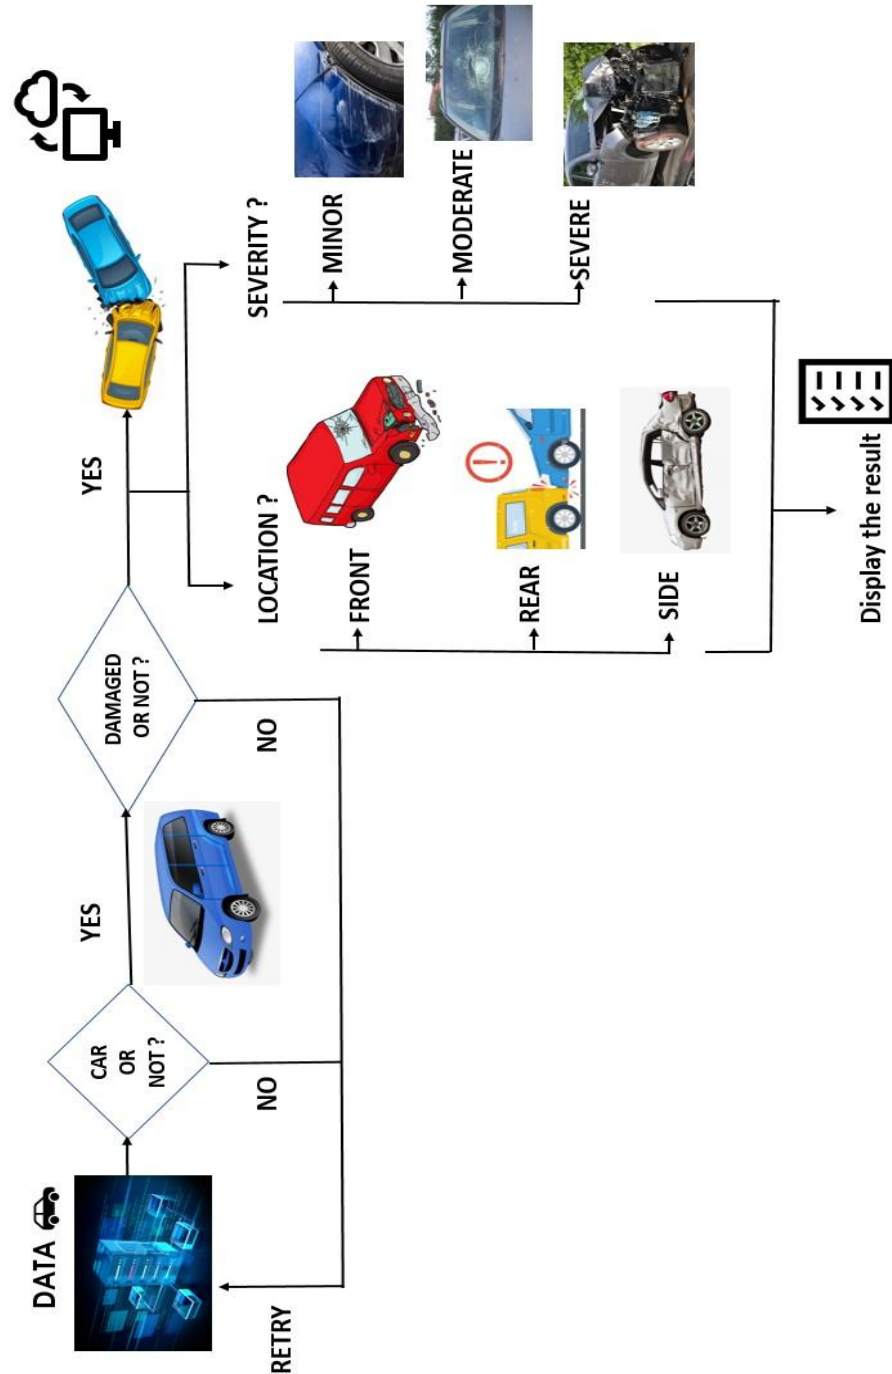 DATA
CAR
OR
NOT ?
YES
NO
DAMAGED
OR NOT ?
YES
NO
RETRY
LOCATION ?
FRONT
REAR
SIDE
SEVERITY ?
MINOR
MODERATE
SEVERE
Display the result